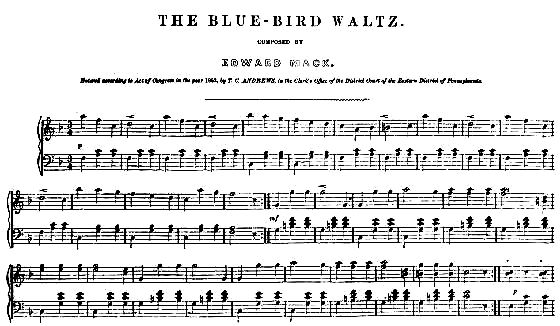 THE BLUE-BIRD WALTZ.
COMPOSED BY
EDWARD MACK.
Entered according to Act of Congress in the year by T. C. ANDREWS, in the Clerk's Office of the District Court of the Eastern District of Pennsylvania.
p
mf